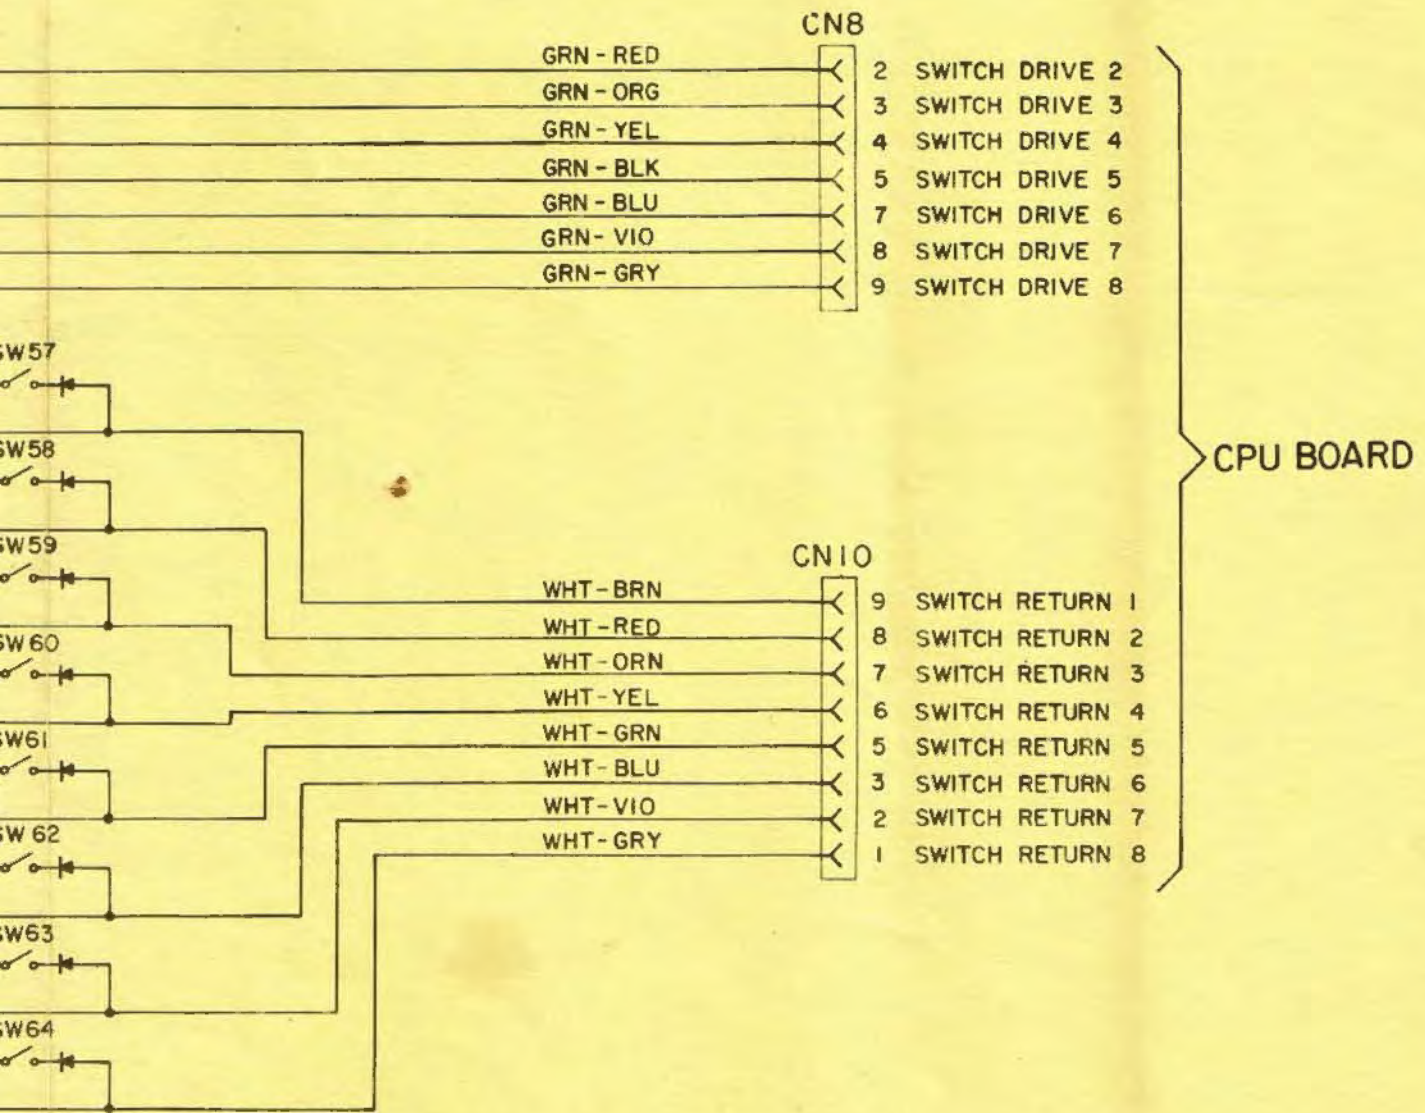 CN8
GRN-RED 2 SWITCH DRIVE 2
GRN-ORG 3 SWITCH DRIVE 3
GRN-YEL 4 SWITCH DRIVE 4
GRN-BLK 5 SWITCH DRIVE 5
GRN-BLU 7 SWITCH DRIVE 6
GRN-VIO 8 SWITCH DRIVE 7
GRN-GRY 9 SWITCH DRIVE 8
SW57
SW58
CPU BOARD
SW59
CN10
WHT-BRN 9 SWITCH RETURN 1
WHT-RED 8 SWITCH RETURN 2
SW60
WHT-ORN 7 SWITCH RETURN 3
WHT-YEL 6 SWITCH RETURN 4
SW61
WHT-GRN 5 SWITCH RETURN 5
WHT-BLU 3 SWITCH RETURN 6
WHT-VIO 2 SWITCH RETURN 7
SW62
WHT-GRY 1 SWITCH RETURN 8
SW63
SW64